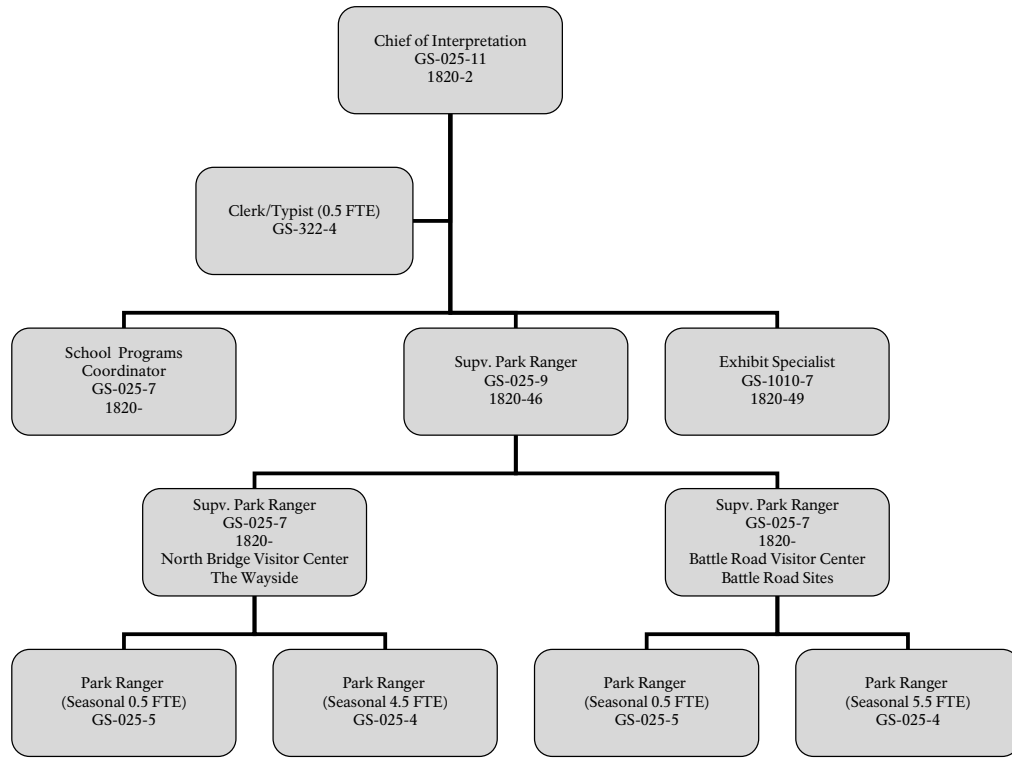 Chief of Interpretation
GS-025-11
1820-2
Clerk/Typist (0.5 FTE)
GS-322-4
School Programs
Coordinator
GS-025-7
1820-
Supv. Park Ranger
GS-025-9
1820-46
Exhibit Specialist
GS-1010-7
1820-49
Supv. Park Ranger
GS-025-7
1820-
North Bridge Visitor Center
The Wayside
Supv. Park Ranger
GS-025-7
1820-
Battle Road Visitor Center
Battle Road Sites
Park Ranger
(Seasonal 0.5 FTE)
GS-025-5
Park Ranger
(Seasonal 4.5 FTE)
GS-025-4
Park Ranger
(Seasonal 0.5 FTE)
GS-025-5
Park Ranger
(Seasonal 5.5 FTE)
GS-025-4